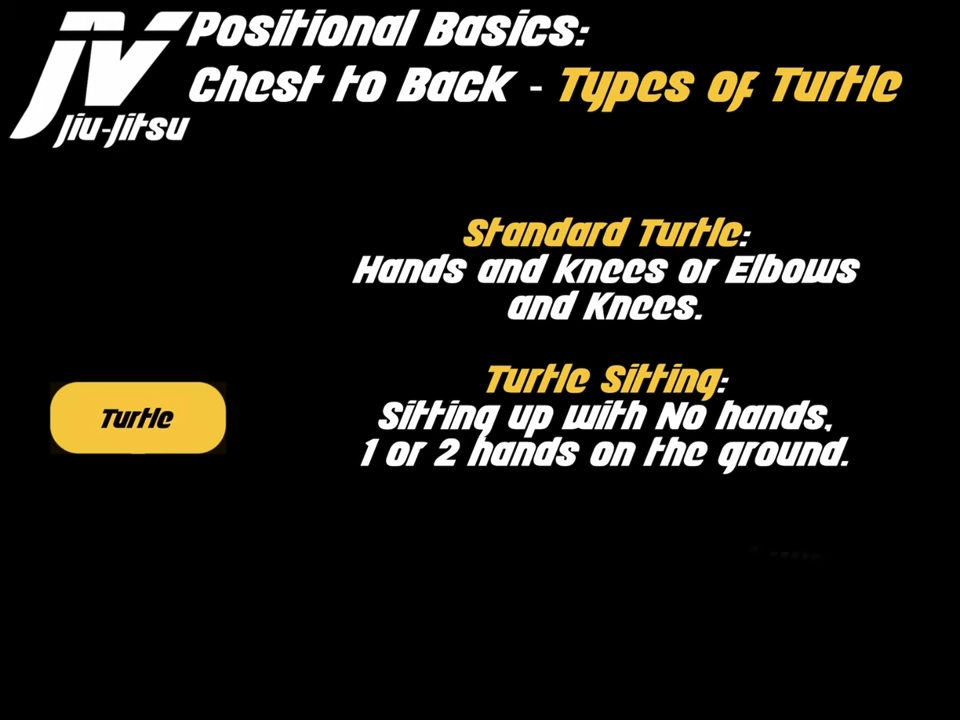 JV
Jiu-Jitsu
Positional Basics:
Chest to Back - Types of Turtle
Standard Turtle:
Hands and knees or Elbows
and Knees.
Turtle Sitting:
Sitting up with No hands,
1 or 2 hands on the ground.
Turtle